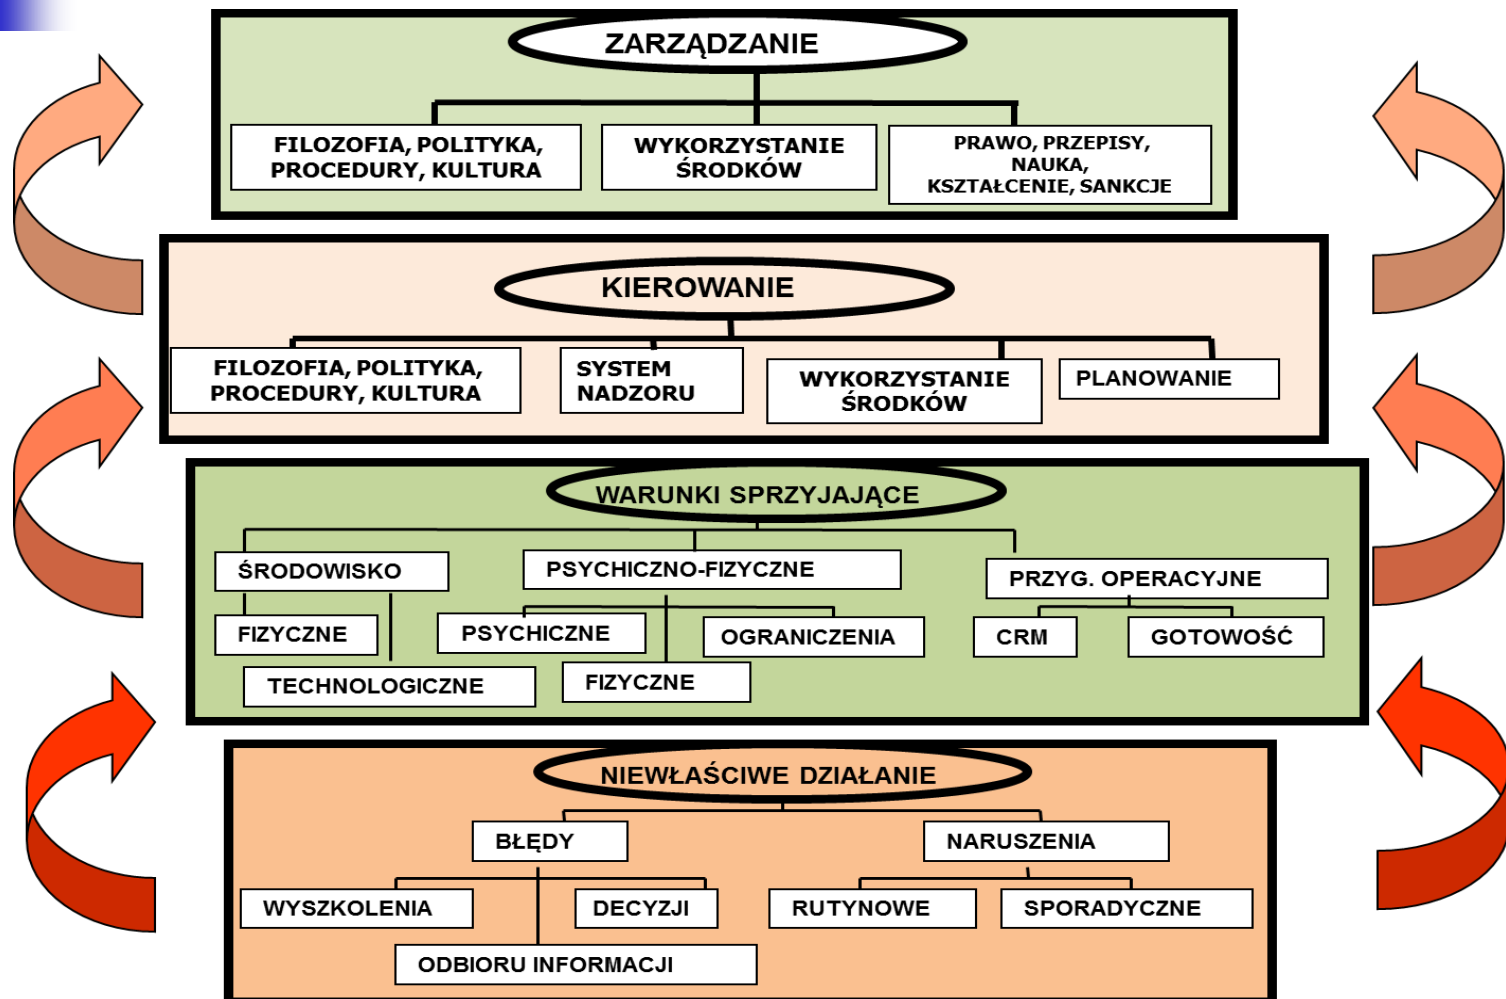 ZARZĄDZANIE
FILOZOFIA, POLITYKA,
PROCEDURY, KULTURA
WYKORZYSTANIE
ŚRODKÓW
PRAWO, PRZEPISY,
NAUKA,
KSZTAŁCENIE, SANKCJE
KIEROWANIE
FILOZOFIA, POLITYKA,
PROCEDURY, KULTURA
SYSTEM
NADZORU
WYKORZYSTANIE
ŚRODKÓW
PLANOWANIE
WARUNKI SPRZYJAJĄCE
ŚRODOWISKO
PSYCHICZNO-FIZYCZNE
PRZYG. OPERACYJNE
FIZYCZNE
PSYCHICZNE
OGRANICZENIA
CRM
GOTOWOŚĆ
TECHNOLOGICZNE
FIZYCZNE
NIEWŁAŚCIWE DZIAŁANIE
BŁĘDY
NARUSZENIA
WYSZKOLENIA
DECYZJI
RUTYNOWE
SPORADYCZNE
ODBIORU INFORMACJI